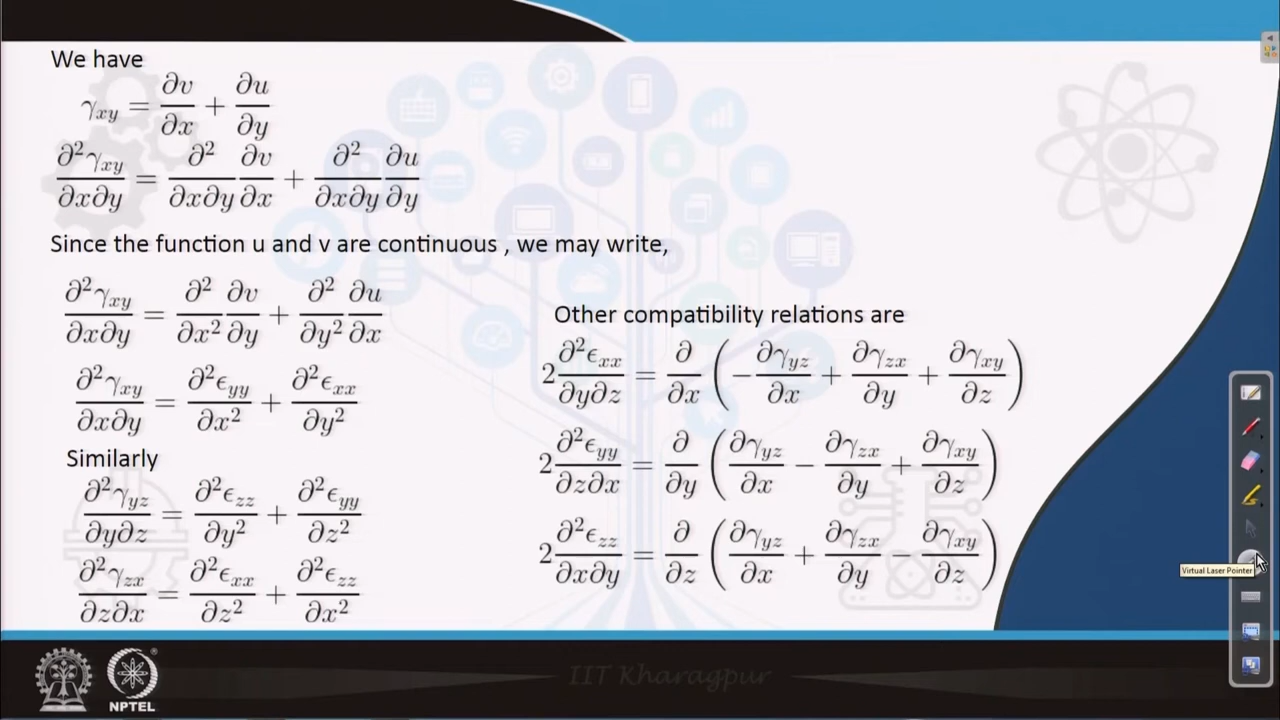 We have
γ_xy = ∂v/∂x + ∂u/∂y
∂²γ_xy/∂x∂y = ∂²/∂x∂y ∂v/∂x + ∂²/∂x∂y ∂u/∂y
Since the function u and v are continuous , we may write,
∂²γ_xy/∂x∂y = ∂²/∂x² ∂v/∂y + ∂²/∂y² ∂u/∂x
∂²γ_xy/∂x∂y = ∂²ϵ_yy/∂x² + ∂²ϵ_xx/∂y²
Similarly
∂²γ_yz/∂y∂z = ∂²ϵ_zz/∂y² + ∂²ϵ_yy/∂z²
∂²γ_zx/∂z∂x = ∂²ϵ_xx/∂z² + ∂²ϵ_zz/∂x²
Other compatibility relations are
2 ∂²ϵ_xx/∂y∂z = ∂/∂x (−∂γ_yz/∂x + ∂γ_zx/∂y + ∂γ_xy/∂z)
2 ∂²ϵ_yy/∂z∂x = ∂/∂y (∂γ_yz/∂x − ∂γ_zx/∂y + ∂γ_xy/∂z)
2 ∂²ϵ_zz/∂x∂y = ∂/∂z (∂γ_yz/∂x + ∂γ_zx/∂y − ∂γ_xy/∂z)
Virtual Laser Pointer
IIT Kharagpur
NPTEL